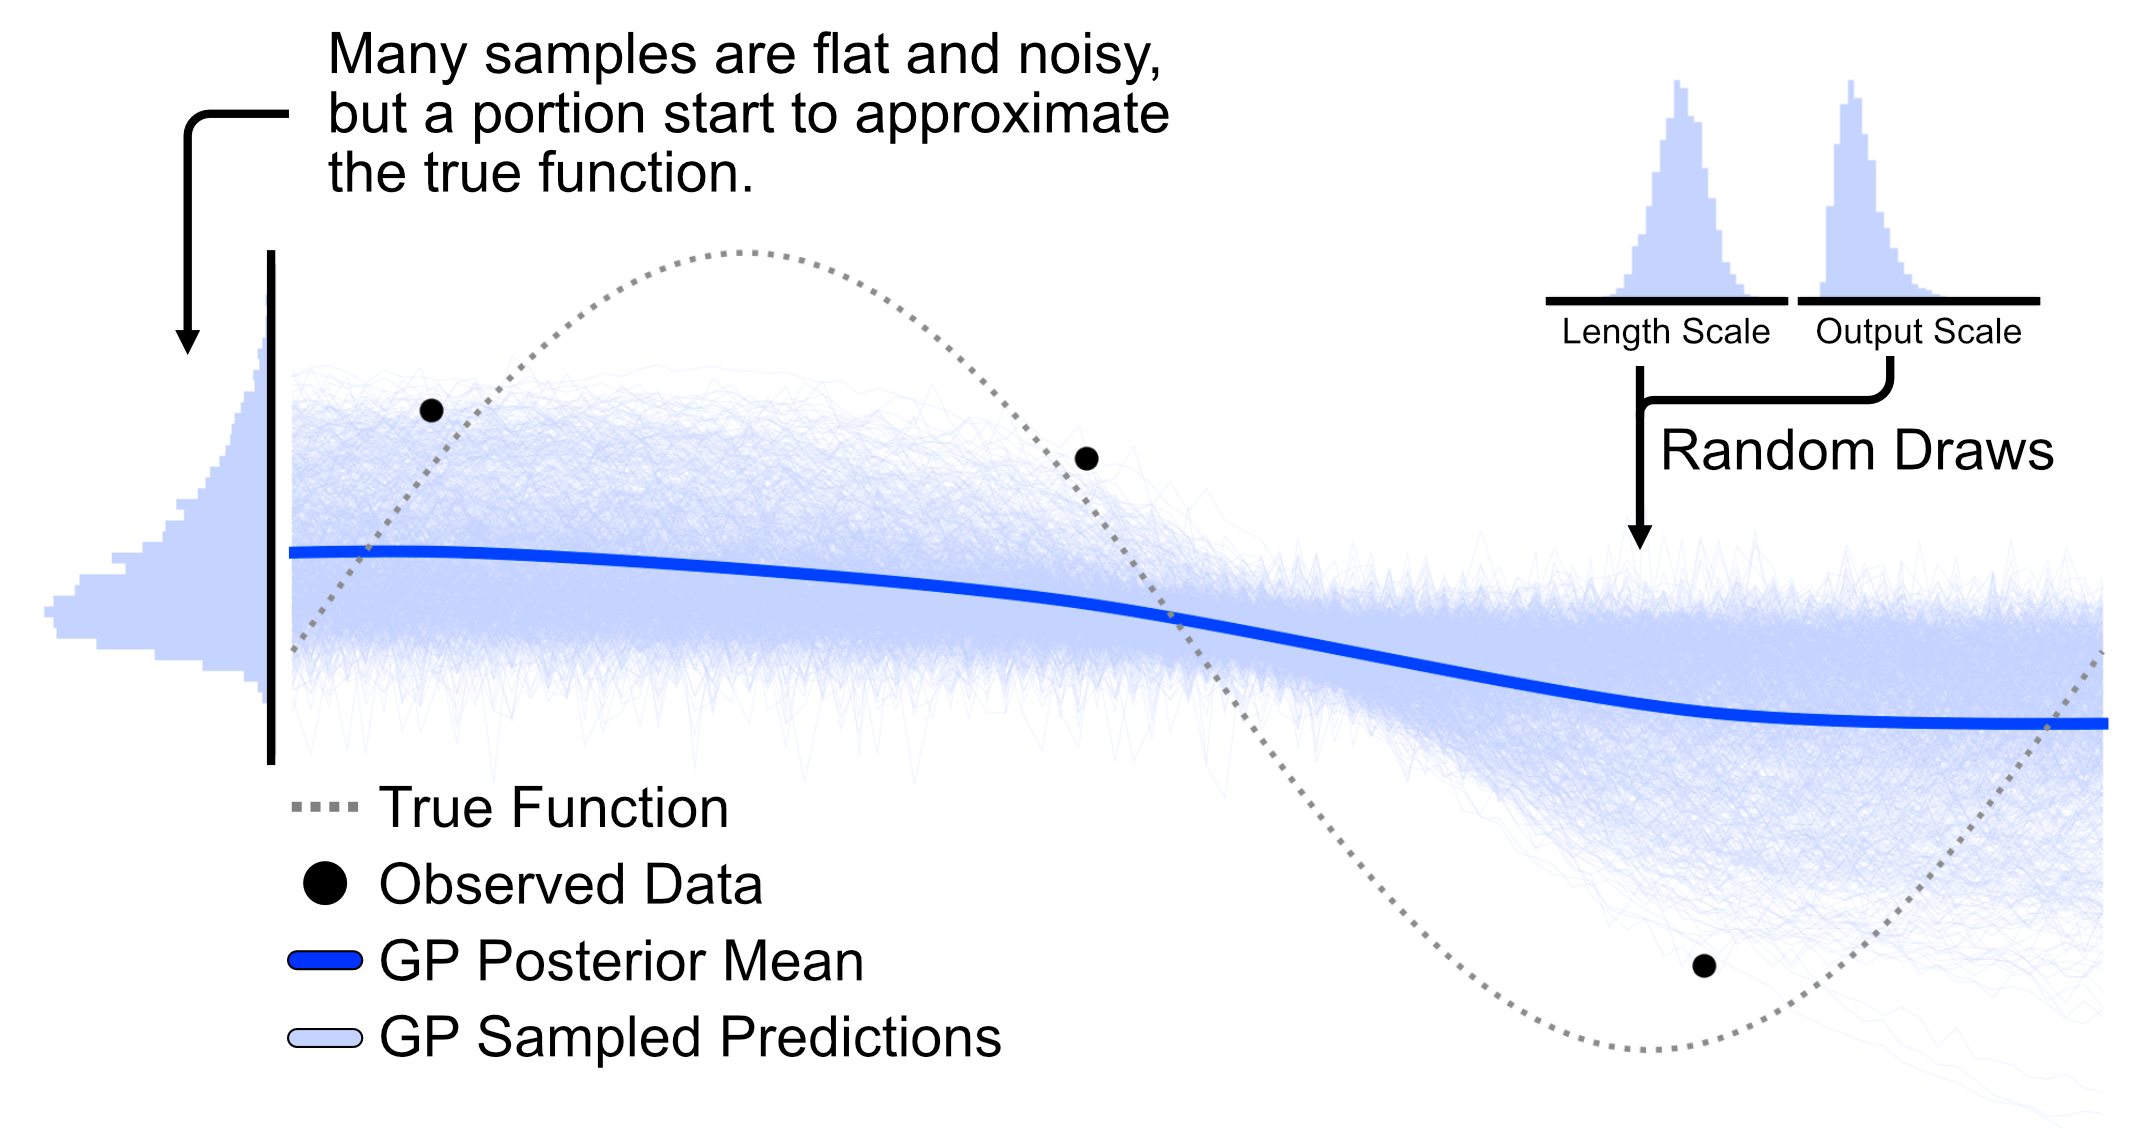 Many samples are flat and noisy,
but a portion start to approximate
the true function.
Length Scale
Output Scale
Random Draws
True Function
Observed Data
GP Posterior Mean
GP Sampled Predictions